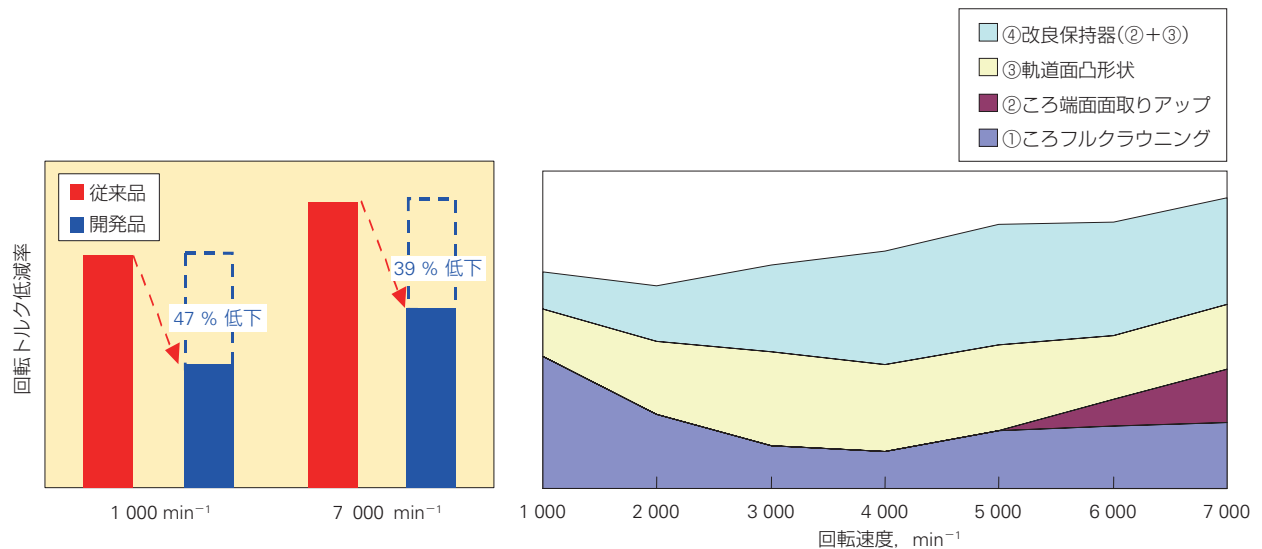 ④改良保持器(②＋③)
③軌道面凸形状
②ころ端面面取りアップ
①ころフルクラウニング
従来品
開発品
回転トルク低減率
47 % 低下
39 % 低下
1 000 min⁻¹
7 000 min⁻¹
1 000
2 000
3 000
4 000
5 000
6 000
7 000
回転速度，min⁻¹